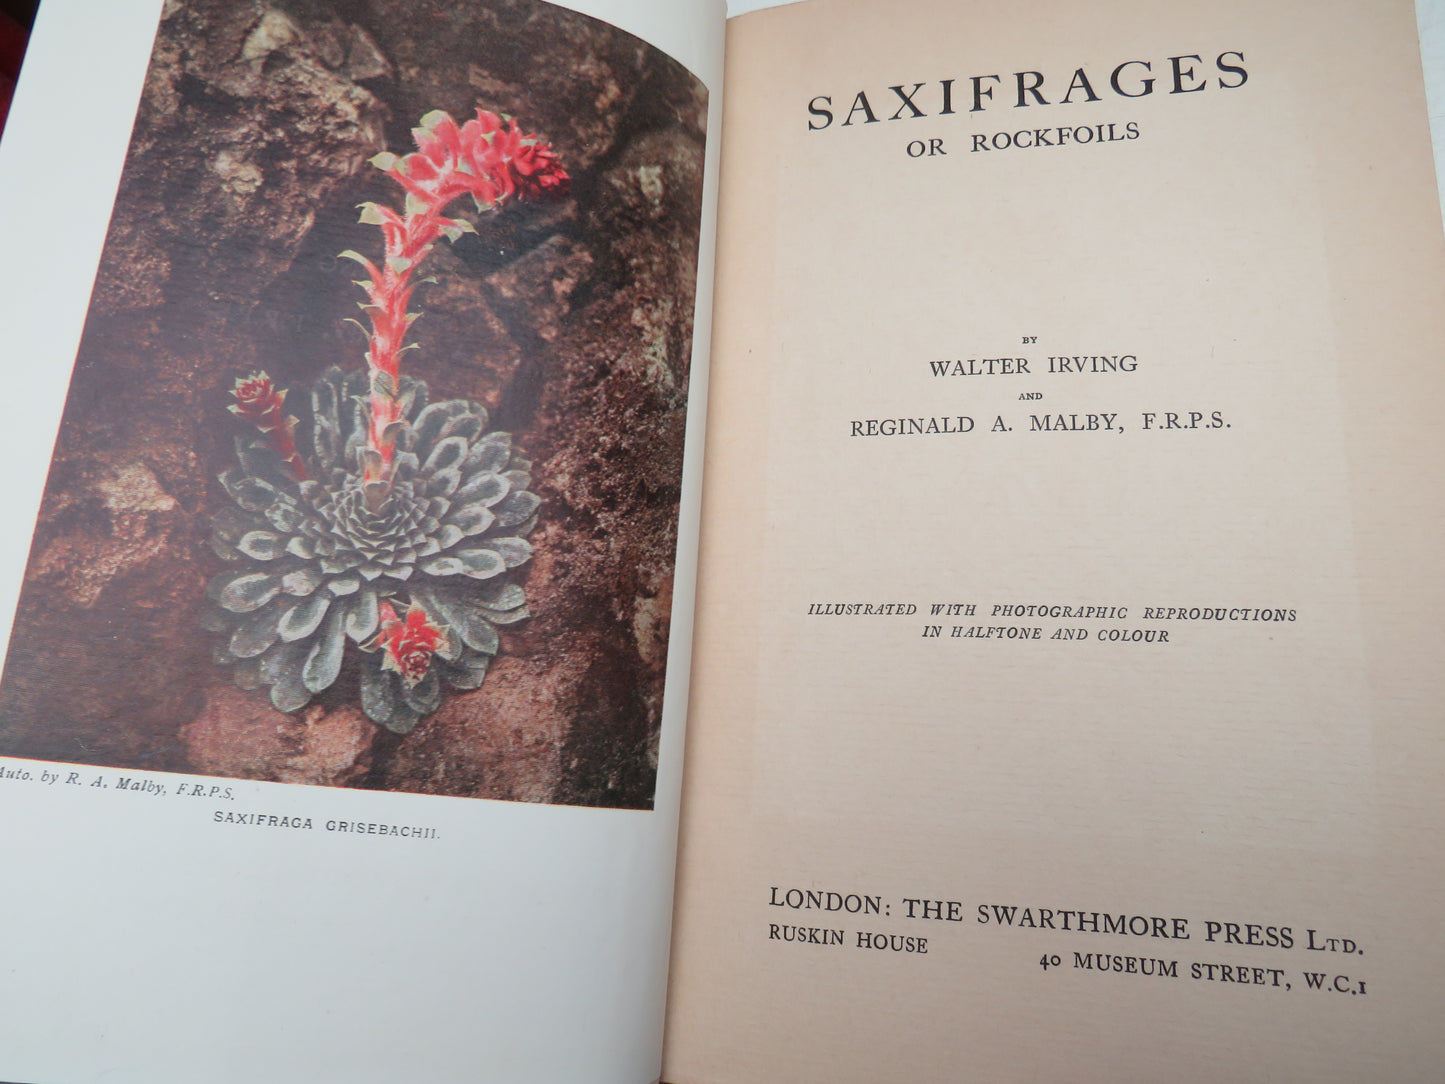 Auto. by R. A. Malby, F.R.P.S.
SAXIFRAGA GRISEBACHII.
SAXIFRAGES
OR ROCKFOILS
BY
WALTER IRVING
AND
REGINALD A. MALBY, F.R.P.S.
ILLUSTRATED WITH PHOTOGRAPHIC REPRODUCTIONS
IN HALFTONE AND COLOUR
LONDON: THE SWARTHMORE PRESS LTD.
RUSKIN HOUSE 40 MUSEUM STREET, W.C.1